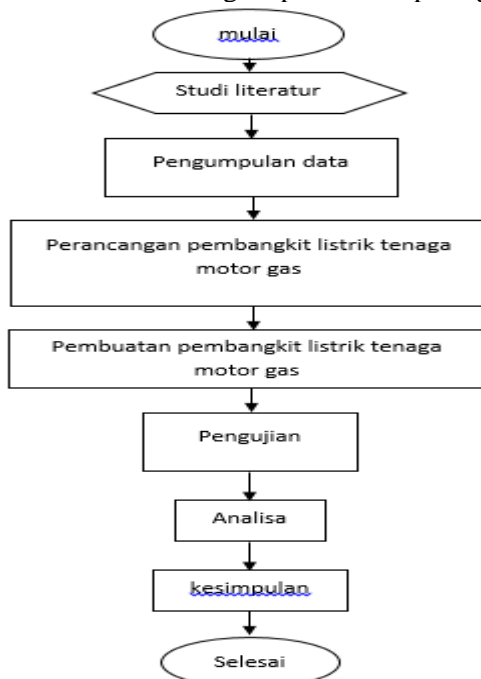 mulai
Studi literatur
Pengumpulan data
Perancangan pembangkit listrik tenaga
motor gas
Pembuatan pembangkit listrik tenaga
motor gas
Pengujian
Analisa
kesimpulan
Selesai